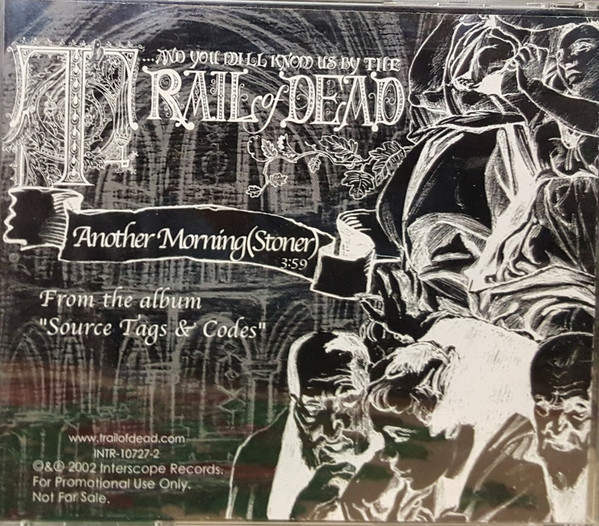 ...AND YOU WILL KNOW US BY THE
TRAIL of DEAD
Another Morning(Stoner)
3:59
From the album
"Source Tags & Codes"
www.trailofdead.com
INTR-10727-2
©&℗ 2002 Interscope Records.
For Promotional Use Only.
Not For Sale.